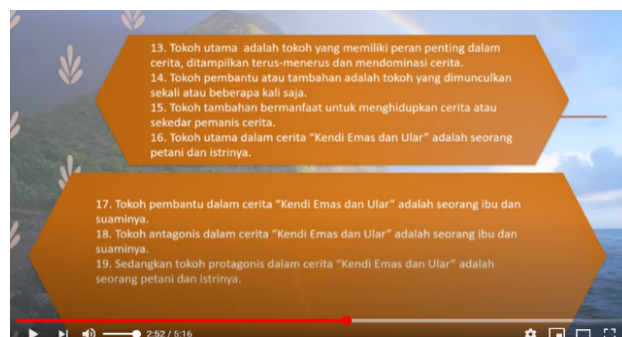 13. Tokoh utama adalah tokoh yang memiliki peran penting dalam
cerita, ditampilkan terus-menerus dan mendominasi cerita.
14. Tokoh pembantu atau tambahan adalah tokoh yang dimunculkan
sekali atau beberapa kali saja.
15. Tokoh tambahan bermanfaat untuk menghidupkan cerita atau
sekedar pemanis cerita.
16. Tokoh utama dalam cerita “Kendi Emas dan Ular” adalah seorang
petani dan istrinya.
17. Tokoh pembantu dalam cerita “Kendi Emas dan Ular” adalah seorang ibu dan
suaminya.
18. Tokoh antagonis dalam cerita “Kendi Emas dan Ular” adalah seorang ibu dan
suaminya.
19. Sedangkan tokoh protagonis dalam cerita “Kendi Emas dan Ular” adalah
seorang petani dan istrinya.
2:52 / 5:16